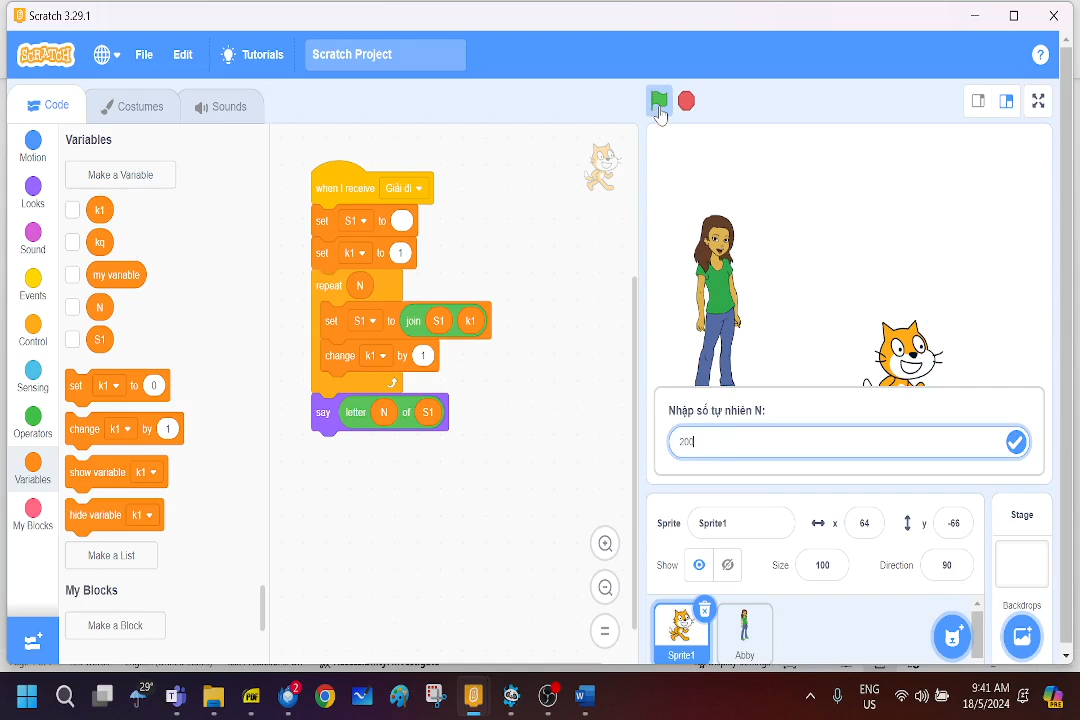 Scratch 3.29.1
SCRATCH File Edit Tutorials Scratch Project ?
Code Costumes Sounds
Motion
Looks
Sound
Events
Control
Sensing
Operators
Variables
My Blocks
Variables
Make a Variable
k1
kq
my variable
N
S1
set k1 to 0
change k1 by 1
show variable k1
hide variable k1
Make a List
My Blocks
Make a Block
when I receive Giải đi
set S1 to
set k1 to 1
repeat N
set S1 to join S1 k1
change k1 by 1
say letter N of S1
Nhập số tự nhiên N:
200
Sprite Sprite1 x 64 y -66
Show Size 100 Direction 90
Sprite1
Abby
Stage
Backdrops
29°
2
ENG
US
9:41 AM
18/5/2024
PRE